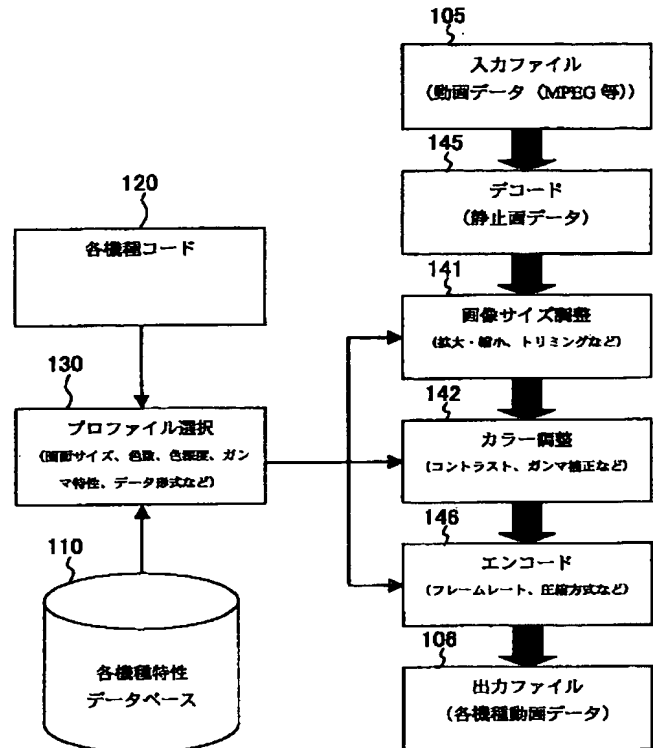 105
入力ファイル
(動画データ (MPEG 等))
145
デコード
(静止画データ)
141
画像サイズ調整
(拡大・縮小、トリミングなど)
142
カラー調整
(コントラスト、ガンマ補正など)
146
エンコード
(フレームレート、圧縮方式など)
106
出力ファイル
(各機種動画データ)
120
各機種コード
130
プロファイル選択
(画面サイズ、色数、色深度、ガン
マ特性、データ形式など)
110
各機種特性
データベース